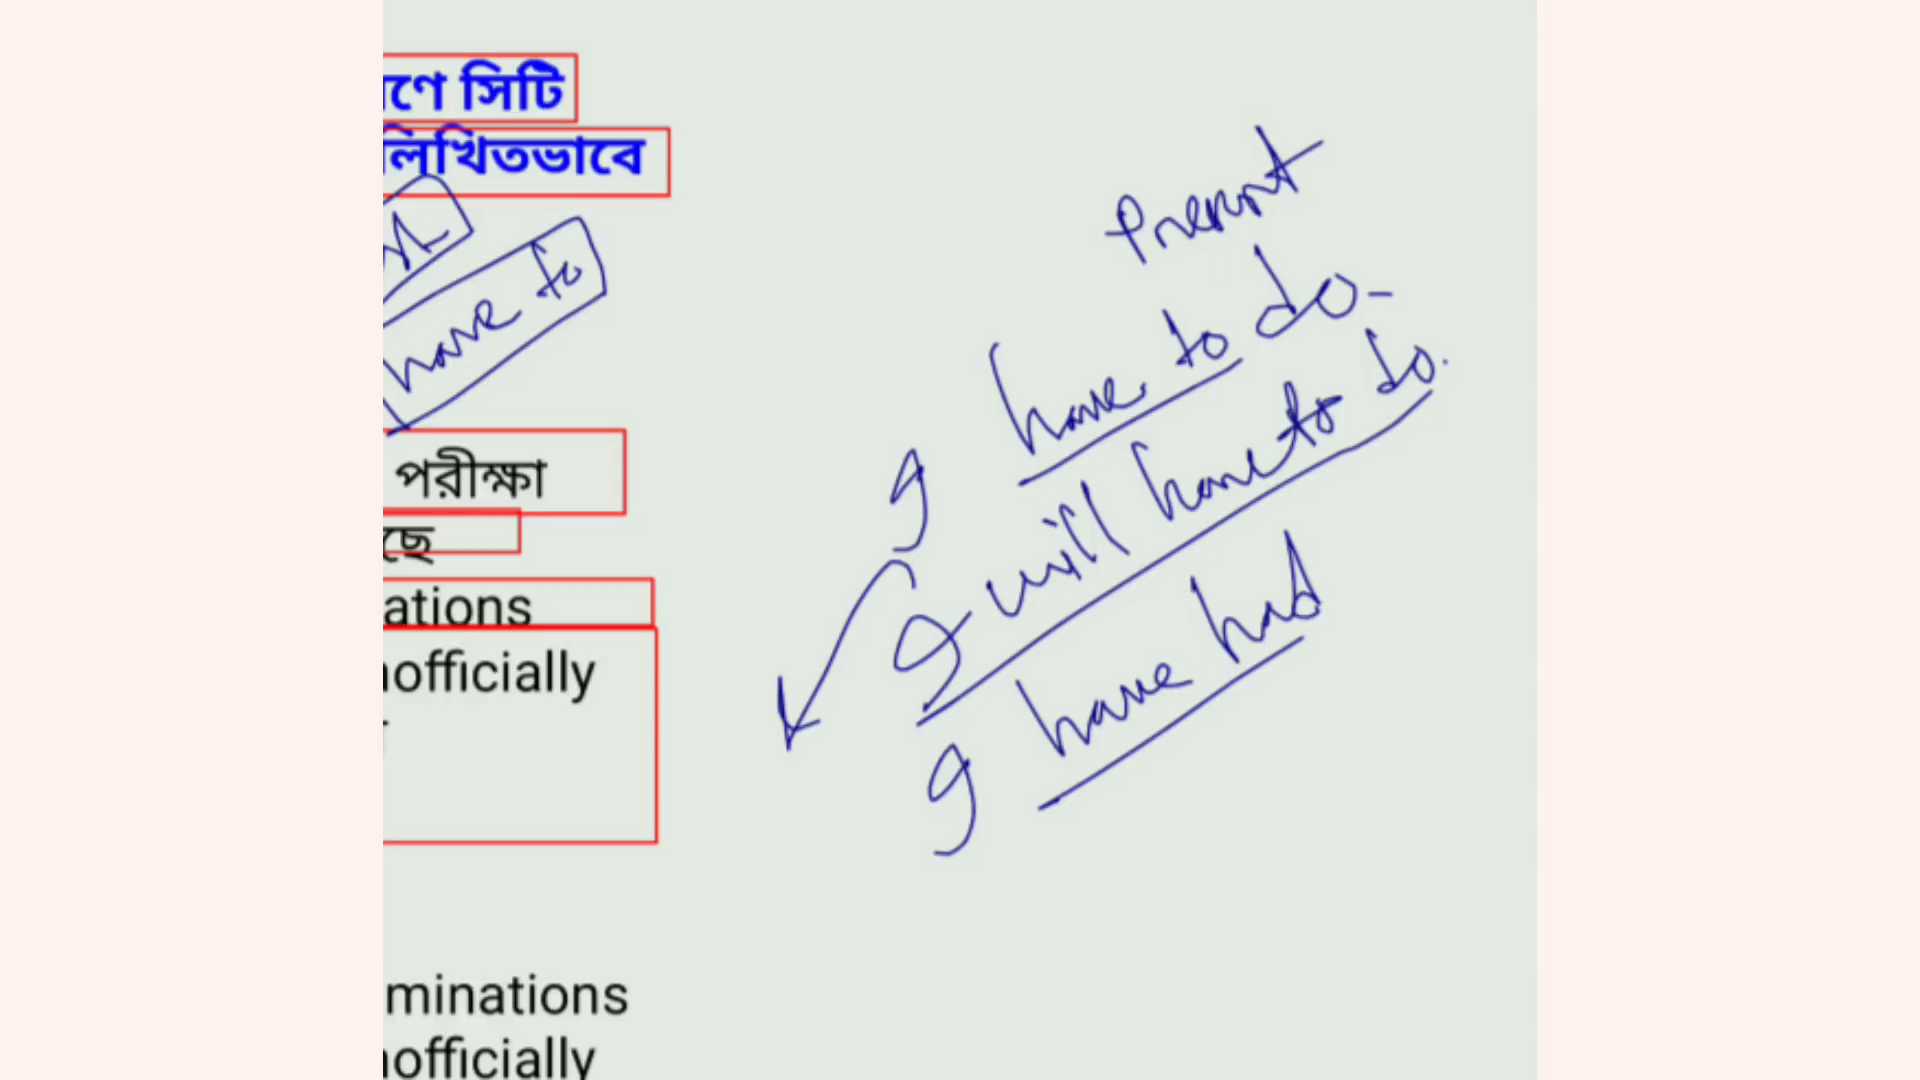 ণে সিটি
লিখিতভাবে
have to
পরীক্ষা
ছে
ations
officially
minations
officially
Present
I have to do-
I will have to do.
I have had